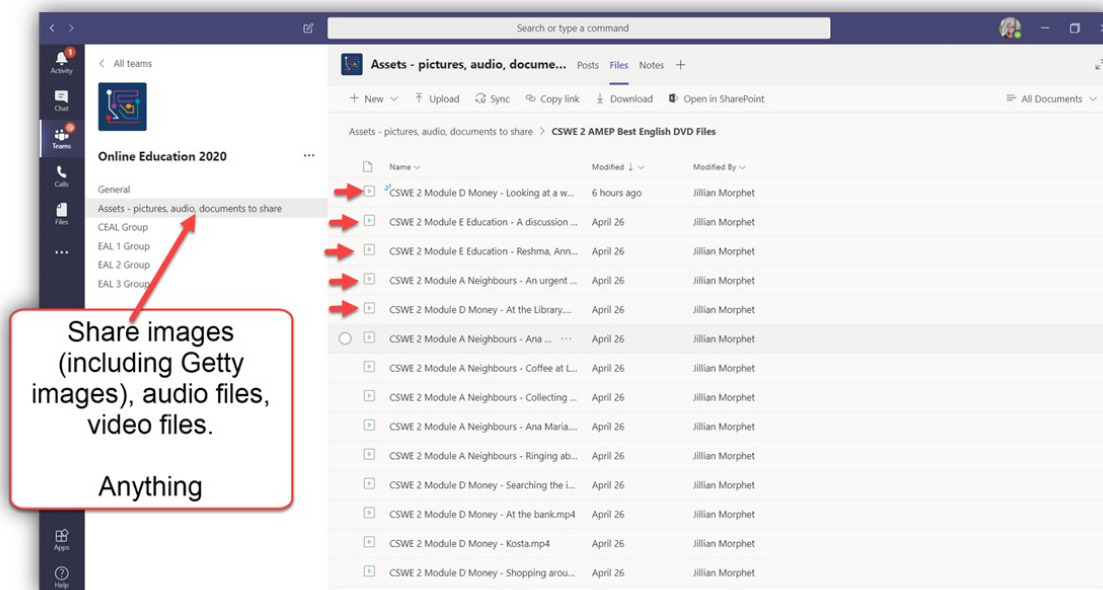 Search or type a command
1
Activity
Chat
Teams
Calls
Files
Apps
Help
All teams
Online Education 2020
General
Assets - pictures, audio, documents to share
CEAL Group
EAL 1 Group
EAL 2 Group
EAL 3 Group
Share images
(including Getty
images), audio files,
video files.
Anything
Assets - pictures, audio, docume... Posts Files Notes +
+ New Upload Sync Copy link Download Open in SharePoint All Documents
Assets - pictures, audio, documents to share > CSWE 2 AMEP Best English DVD Files
Name Modified ↓ Modified By
CSWE 2 Module D Money - Looking at a w... 6 hours ago Jillian Morphet
CSWE 2 Module E Education - A discussion ... April 26 Jillian Morphet
CSWE 2 Module E Education - Reshma, Ann... April 26 Jillian Morphet
CSWE 2 Module A Neighbours - An urgent ... April 26 Jillian Morphet
CSWE 2 Module D Money - At the Library.... April 26 Jillian Morphet
CSWE 2 Module A Neighbours - Ana ... ··· April 26 Jillian Morphet
CSWE 2 Module A Neighbours - Coffee at L... April 26 Jillian Morphet
CSWE 2 Module A Neighbours - Collecting ... April 26 Jillian Morphet
CSWE 2 Module A Neighbours - Ana Maria.... April 26 Jillian Morphet
CSWE 2 Module A Neighbours - Ringing ab... April 26 Jillian Morphet
CSWE 2 Module D Money - Searching the i... April 26 Jillian Morphet
CSWE 2 Module D Money - At the bank.mp4 April 26 Jillian Morphet
CSWE 2 Module D Money - Kosta.mp4 April 26 Jillian Morphet
CSWE 2 Module D Money - Shopping arou... April 26 Jillian Morphet